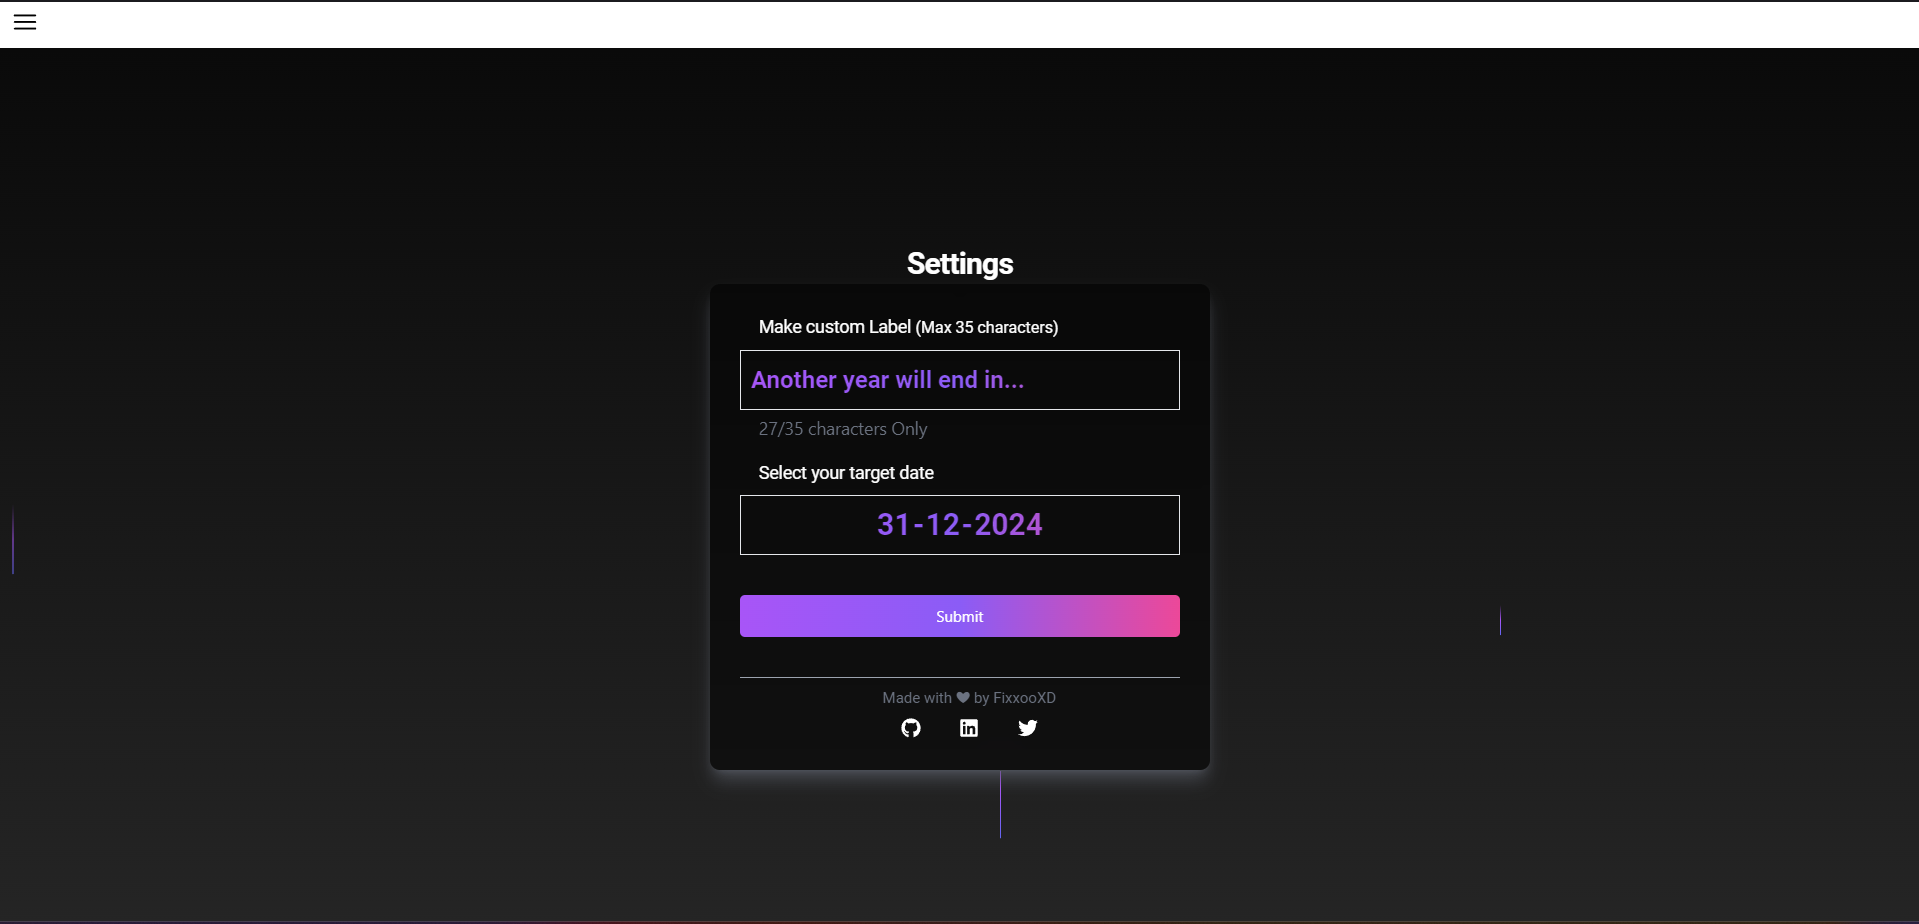 Settings
Make custom Label (Max 35 characters)
Another year will end in...
27/35 characters Only
Select your target date
31-12-2024
Submit
Made with ❤ by FixxooXD